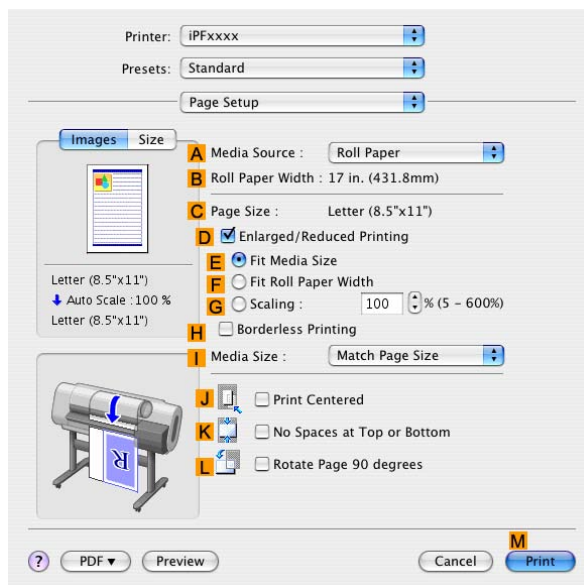 Printer: iPFxxxx
Presets: Standard
Page Setup
Images Size
A Media Source : Roll Paper
B Roll Paper Width : 17 in. (431.8mm)
C Page Size : Letter (8.5"x11")
D Enlarged/Reduced Printing
E Fit Media Size
F Fit Roll Paper Width
G Scaling : 100 % (5 - 600%)
H Borderless Printing
I Media Size : Match Page Size
J Print Centered
K No Spaces at Top or Bottom
L Rotate Page 90 degrees
Letter (8.5"x11")
Auto Scale :100 %
Letter (8.5"x11")
R
M
? PDF▼ Preview Cancel Print